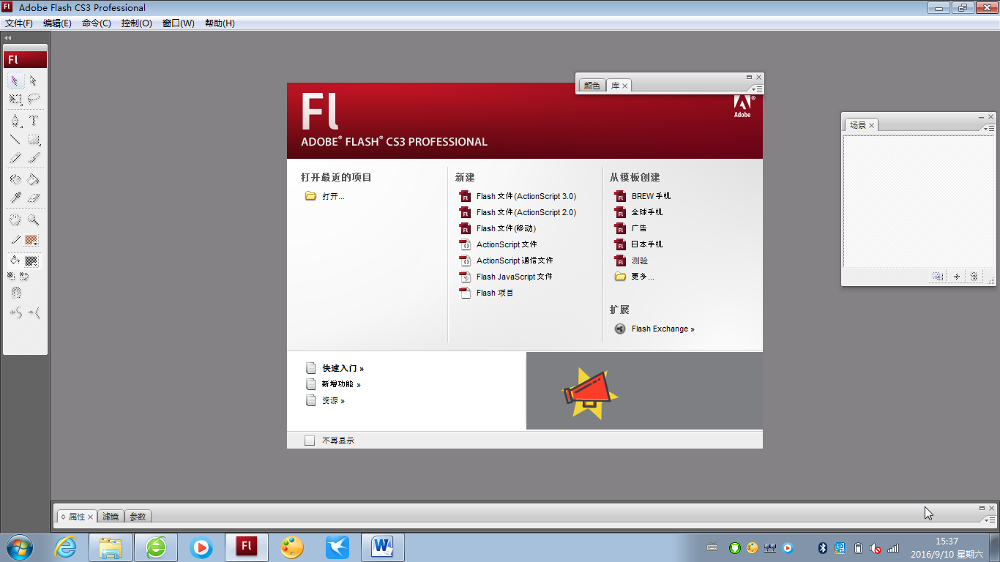 Fl Adobe Flash CS3 Professional
文件(F) 编辑(E) 命令(C) 控制(O) 窗口(W) 帮助(H)
Fl
颜色 库
Fl
Adobe
ADOBE® FLASH® CS3 PROFESSIONAL
场景
打开最近的项目
打开...
新建
Flash 文件(ActionScript 3.0)
Flash 文件(ActionScript 2.0)
Flash 文件(移动)
ActionScript 文件
ActionScript 通信文件
Flash JavaScript 文件
Flash 项目
从模板创建
BREW 手机
全球手机
广告
日本手机
测验
更多...
扩展
Flash Exchange »
快速入门 »
新增功能 »
资源 »
不再显示
属性 滤镜 参数
Fl
W
15:37
2016/9/10 星期六